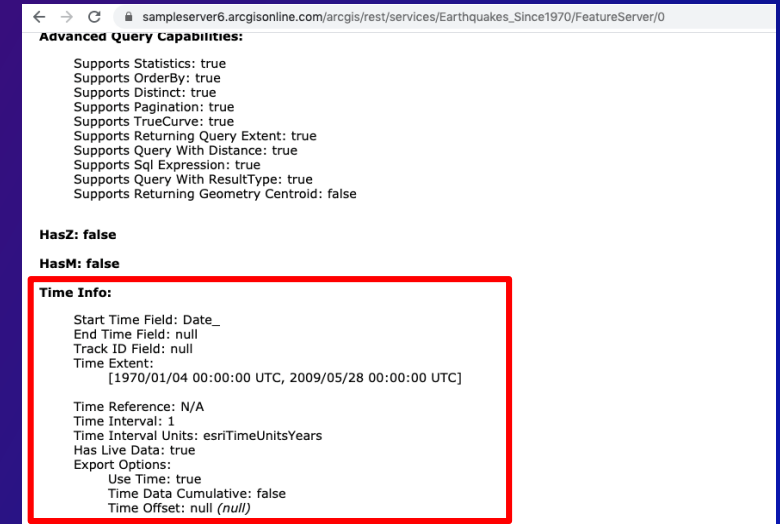 sampleserver6.arcgisonline.com/arcgis/rest/services/Earthquakes_Since1970/FeatureServer/0
Advanced Query Capabilities:
Supports Statistics: true
Supports OrderBy: true
Supports Distinct: true
Supports Pagination: true
Supports TrueCurve: true
Supports Returning Query Extent: true
Supports Query With Distance: true
Supports Sql Expression: true
Supports Query With ResultType: true
Supports Returning Geometry Centroid: false
HasZ: false
HasM: false
Time Info:
Start Time Field: Date_
End Time Field: null
Track ID Field: null
Time Extent:
[1970/01/04 00:00:00 UTC, 2009/05/28 00:00:00 UTC]
Time Reference: N/A
Time Interval: 1
Time Interval Units: esriTimeUnitsYears
Has Live Data: true
Export Options:
Use Time: true
Time Data Cumulative: false
Time Offset: null (null)